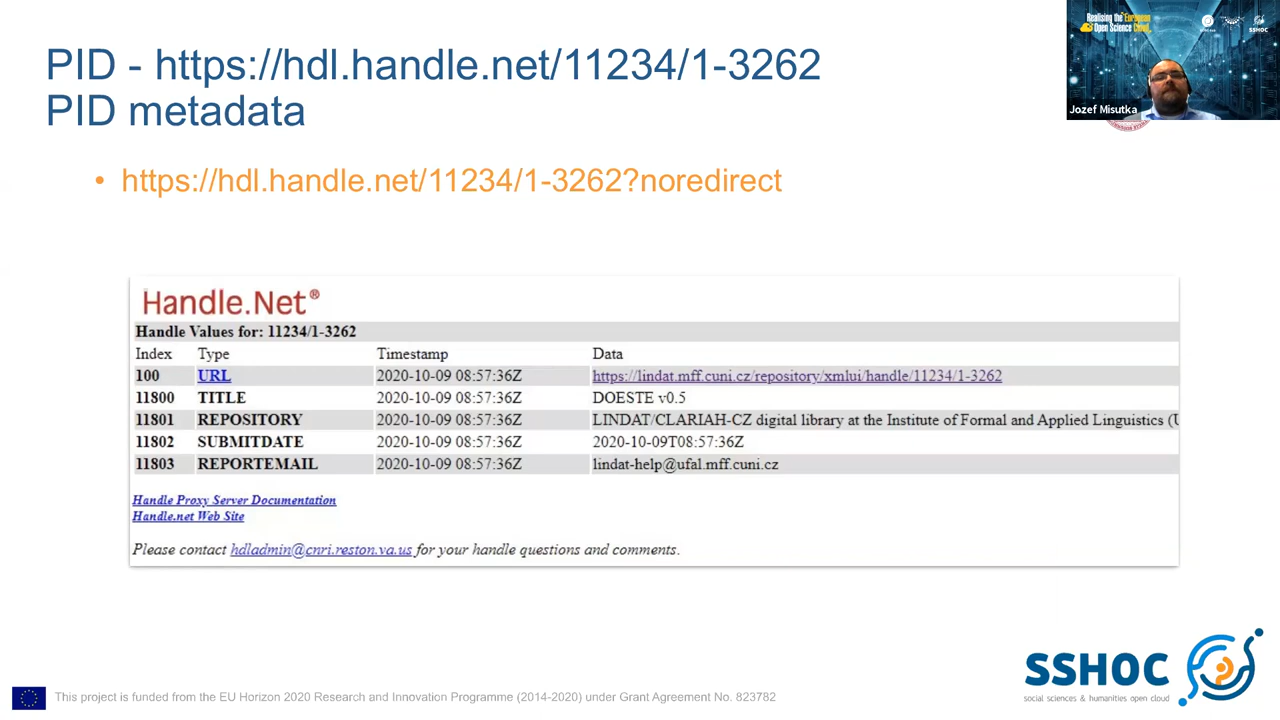 PID - https://hdl.handle.net/11234/1-3262
PID metadata
Realising the European
Open Science Cloud
SSHOC
Jozef Misutka
• https://hdl.handle.net/11234/1-3262?noredirect
Handle.Net®
Handle Values for: 11234/1-3262
Index Type Timestamp Data
100 URL 2020-10-09 08:57:36Z https://lindat.mff.cuni.cz/repository/xmlui/handle/11234/1-3262
11800 TITLE 2020-10-09 08:57:36Z DOESTE v0.5
11801 REPOSITORY 2020-10-09 08:57:36Z LINDAT/CLARIAH-CZ digital library at the Institute of Formal and Applied Linguistics (U
11802 SUBMITDATE 2020-10-09 08:57:36Z 2020-10-09T08:57:36Z
11803 REPORTEMAIL 2020-10-09 08:57:36Z lindat-help@ufal.mff.cuni.cz
Handle Proxy Server Documentation
Handle.net Web Site
Please contact hdladmin@cnri.reston.va.us for your handle questions and comments.
SSHOC
social sciences & humanities open cloud
This project is funded from the EU Horizon 2020 Research and Innovation Programme (2014-2020) under Grant Agreement No. 823782